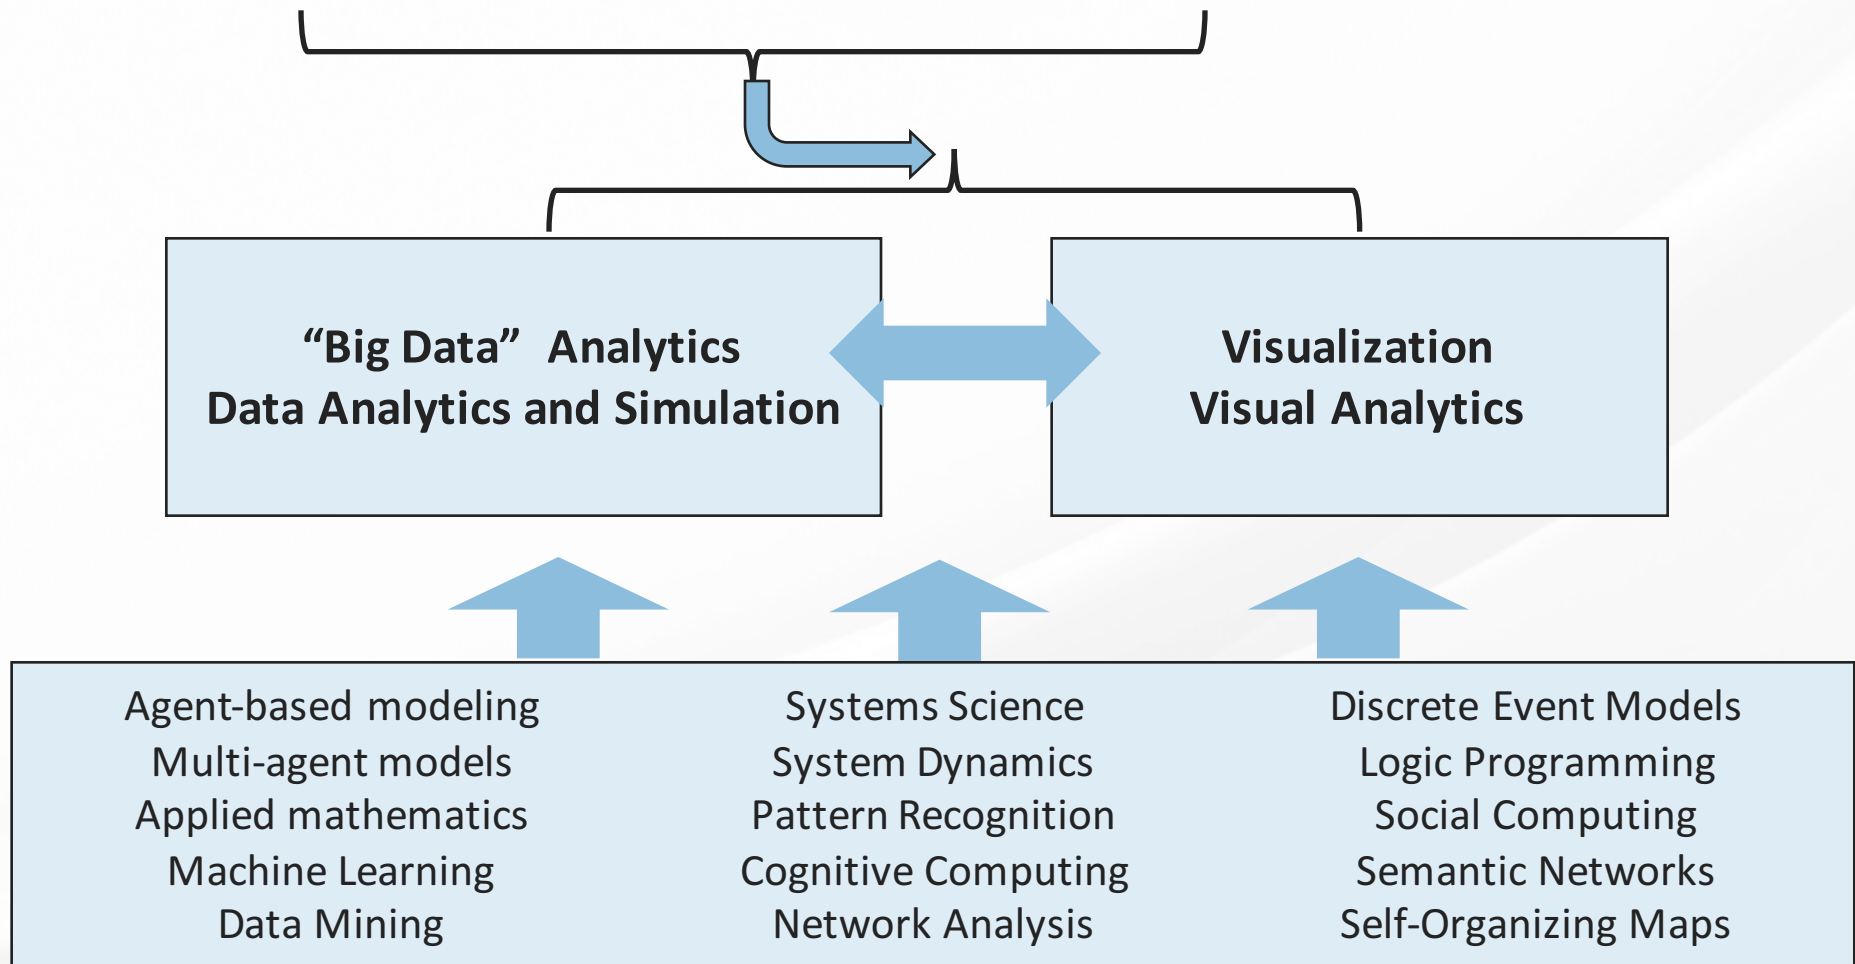 “Big Data” Analytics
Data Analytics and Simulation
Visualization
Visual Analytics
Agent-based modeling
Multi-agent models
Applied mathematics
Machine Learning
Data Mining
Systems Science
System Dynamics
Pattern Recognition
Cognitive Computing
Network Analysis
Discrete Event Models
Logic Programming
Social Computing
Semantic Networks
Self-Organizing Maps